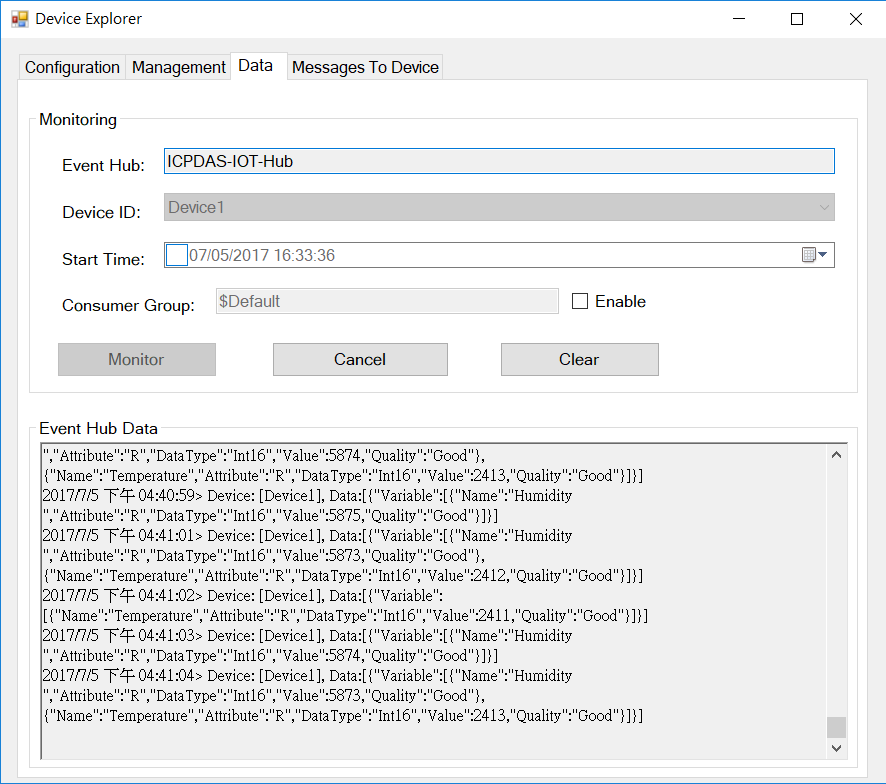 Device Explorer
Configuration Management Data Messages To Device
Monitoring
Event Hub: ICPDAS-IOT-Hub
Device ID: Device1
Start Time: 07/05/2017 16:33:36
Consumer Group: $Default Enable
Monitor Cancel Clear
Event Hub Data
","Attribute":"R","DataType":"Int16","Value":5874,"Quality":"Good"},
{"Name":"Temperature","Attribute":"R","DataType":"Int16","Value":2413,"Quality":"Good"}]}]
2017/7/5 下午 04:40:59> Device: [Device1], Data:[{"Variable":[{"Name":"Humidity
","Attribute":"R","DataType":"Int16","Value":5875,"Quality":"Good"}]}]
2017/7/5 下午 04:41:01> Device: [Device1], Data:[{"Variable":[{"Name":"Humidity
","Attribute":"R","DataType":"Int16","Value":5873,"Quality":"Good"},
{"Name":"Temperature","Attribute":"R","DataType":"Int16","Value":2412,"Quality":"Good"}]}]
2017/7/5 下午 04:41:02> Device: [Device1], Data:[{"Variable":
[{"Name":"Temperature","Attribute":"R","DataType":"Int16","Value":2411,"Quality":"Good"}]}]
2017/7/5 下午 04:41:03> Device: [Device1], Data:[{"Variable":[{"Name":"Humidity
","Attribute":"R","DataType":"Int16","Value":5874,"Quality":"Good"}]}]
2017/7/5 下午 04:41:04> Device: [Device1], Data:[{"Variable":[{"Name":"Humidity
","Attribute":"R","DataType":"Int16","Value":5873,"Quality":"Good"},
{"Name":"Temperature","Attribute":"R","DataType":"Int16","Value":2413,"Quality":"Good"}]}]